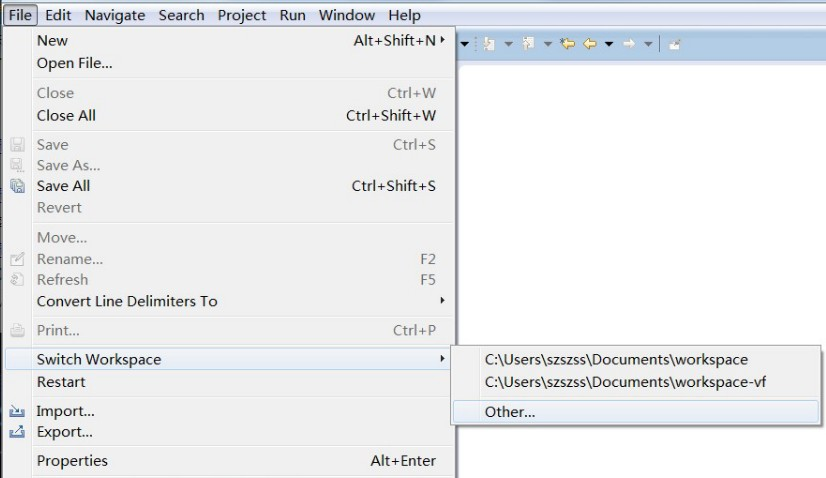 File Edit Navigate Search Project Run Window Help
New Alt+Shift+N
Open File...
Close Ctrl+W
Close All Ctrl+Shift+W
Save Ctrl+S
Save As...
Save All Ctrl+Shift+S
Revert
Move...
Rename... F2
Refresh F5
Convert Line Delimiters To
Print... Ctrl+P
Switch Workspace
C:\Users\szszss\Documents\workspace
C:\Users\szszss\Documents\workspace-vf
Other...
Restart
Import...
Export...
Properties Alt+Enter